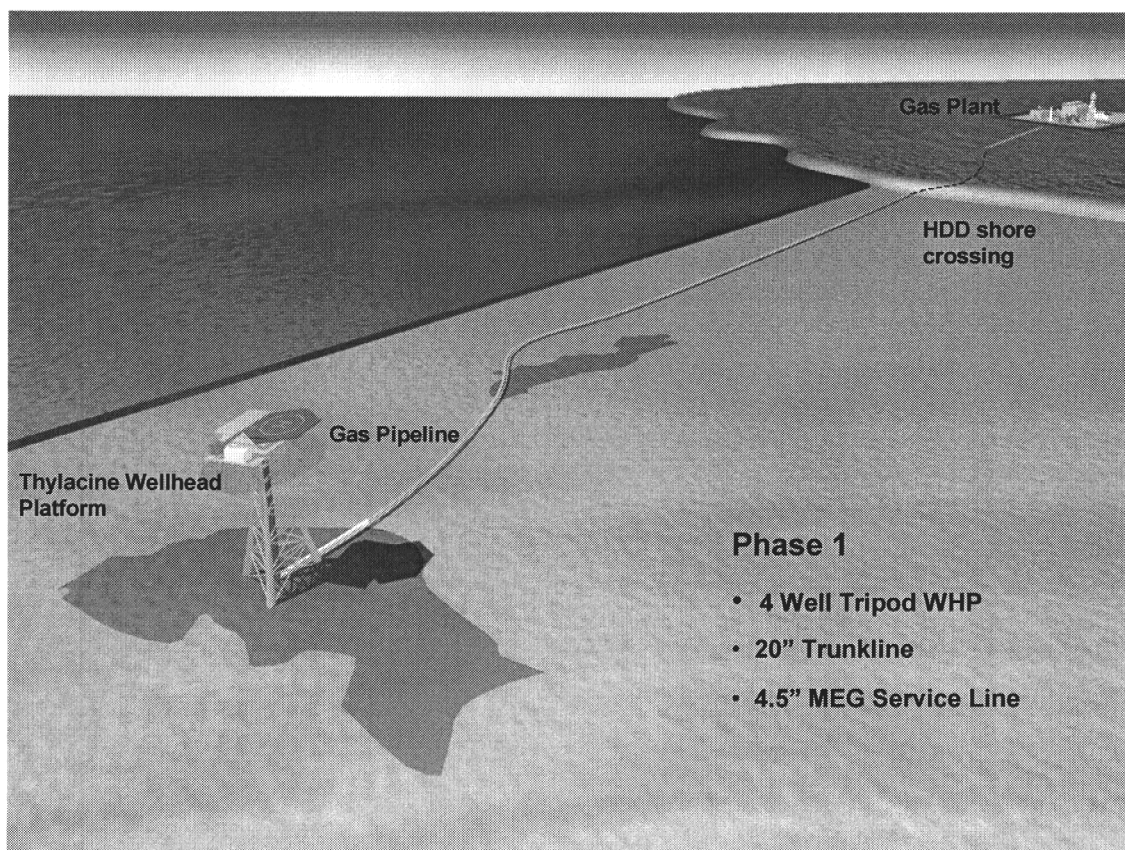 Gas Plant
HDD shore
crossing
Gas Pipeline
Thylacine Wellhead
Platform
Phase 1
• 4 Well Tripod WHP
• 20” Trunkline
• 4.5” MEG Service Line